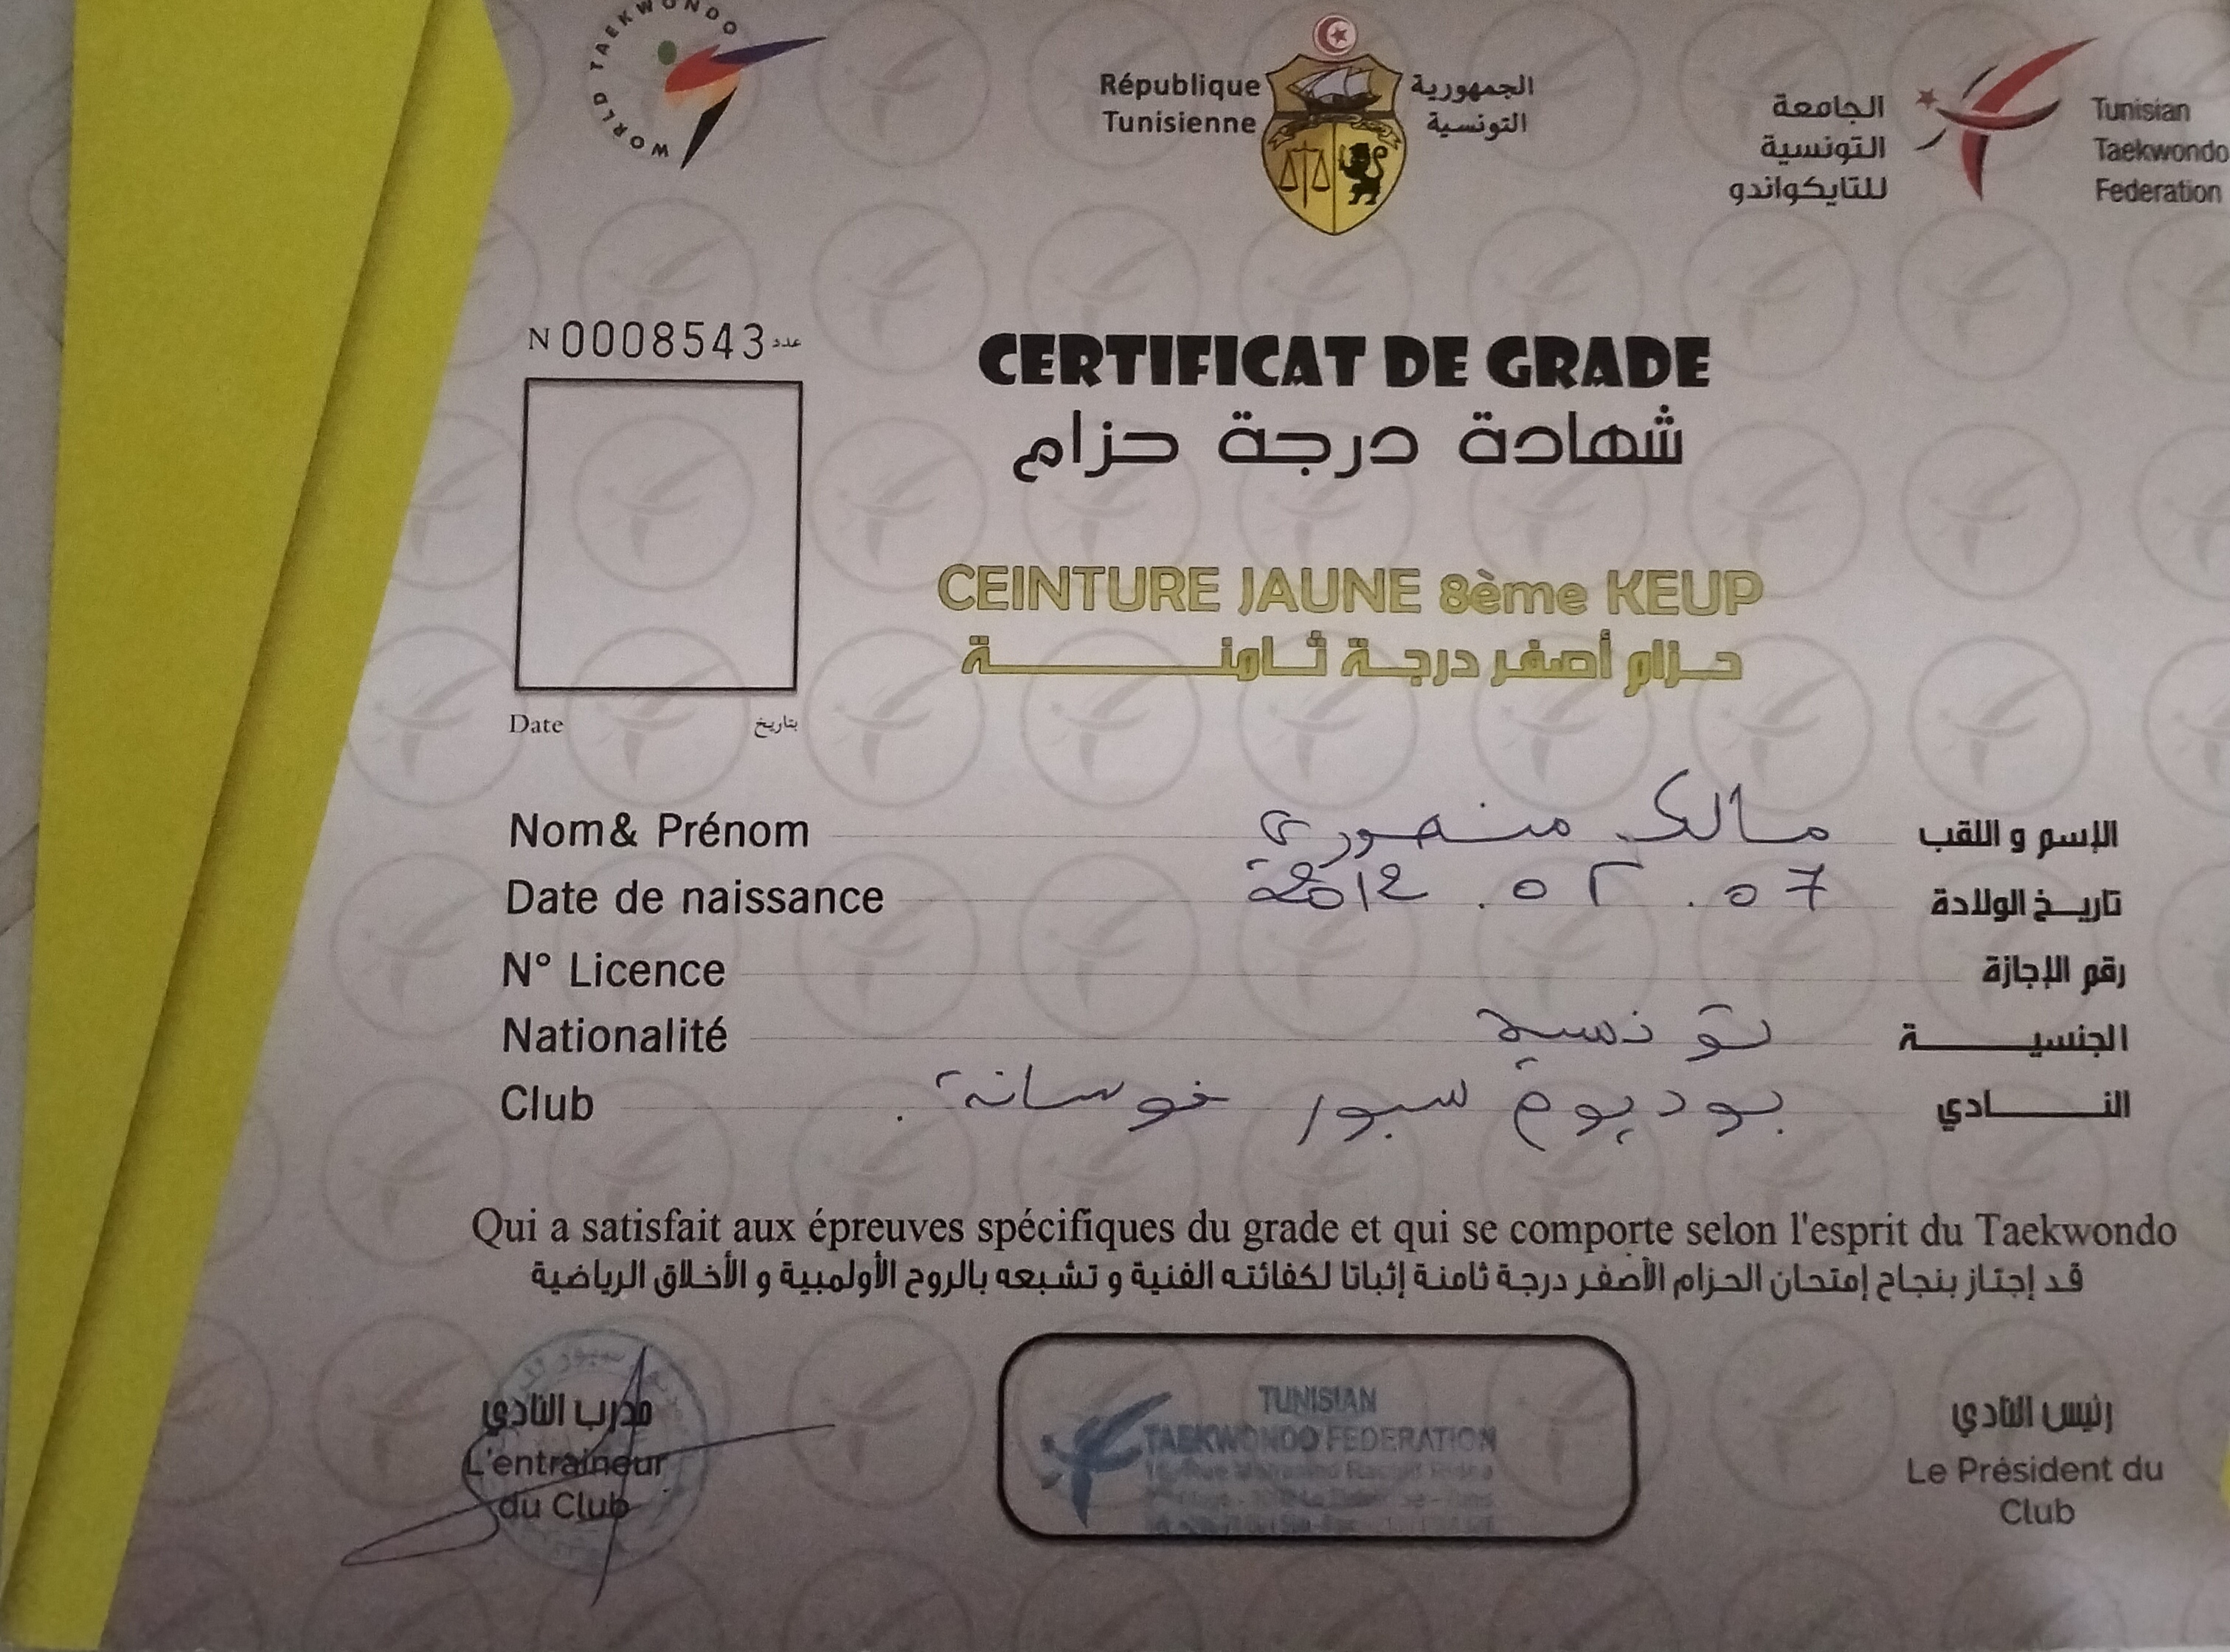 WORLD TAEKWONDO
République
Tunisienne
الجمهورية
التونسية
الجامعة
التونسية
للتايكواندو
Tunisian
Taekwondo
Federation
N 0008543 عدد
CERTIFICAT DE GRADE
شهادة درجة حزام
CEINTURE JAUNE 8ème KEUP
حزام أصفر درجة ثامنة
Date بتاريخ
Nom& Prénom مالك منصوري الإسم و اللقب
Date de naissance تاريخ الولادة 07 . 02 . 2012
N° Licence رقم الإجازة
Nationalité تونسية الجنسية
Club بوديوم سبور فوسانة . النادي
Qui a satisfait aux épreuves spécifiques du grade et qui se comporte selon l'esprit du Taekwondo
قد إجتاز بنجاح إمتحان الحزام الأصفر درجة ثامنة إثباتا لكفائته الفنية و تشبعه بالروح الأولمبية و الأخلاق الرياضية
مدرب النادي
L'entraineur
du Club
TUNISIAN
TAEKWONDO FEDERATION
رئيس النادي
Le Président du
Club